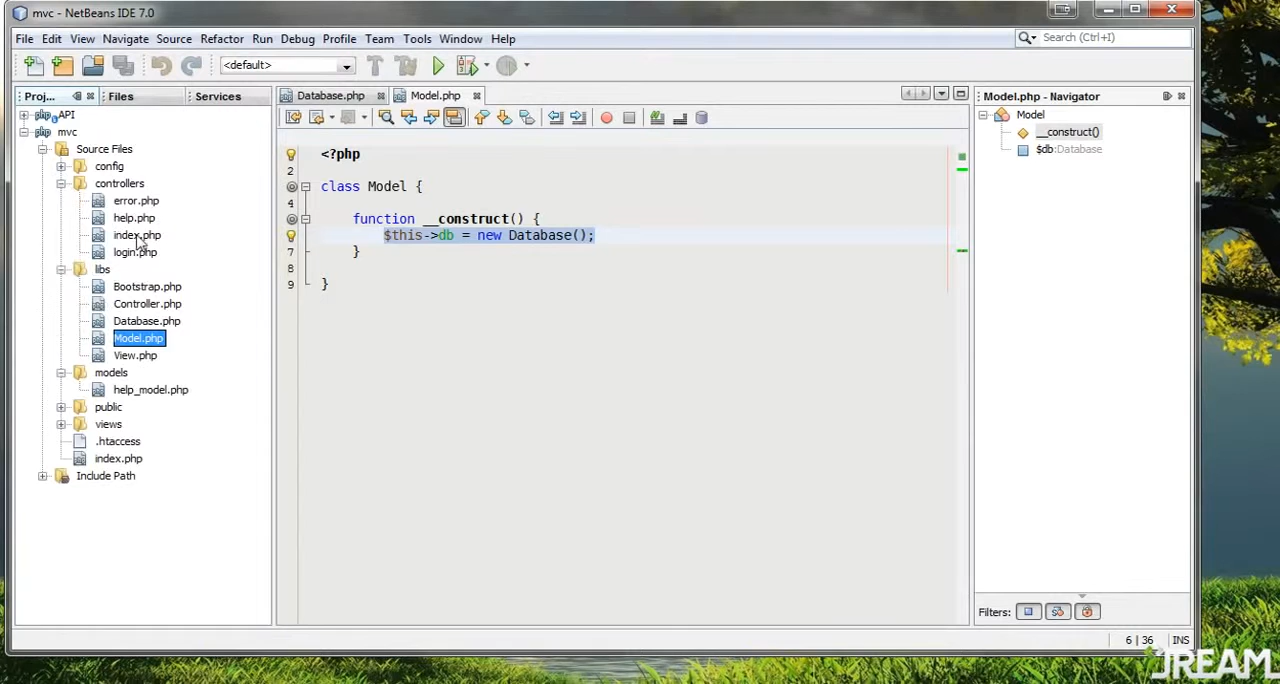 mvc - NetBeans IDE 7.0
File Edit View Navigate Source Refactor Run Debug Profile Team Tools Window Help
Search (Ctrl+I)
<default>
Proj... Files Services
API
mvc
Source Files
config
controllers
error.php
help.php
index.php
login.php
libs
Bootstrap.php
Controller.php
Database.php
Model.php
View.php
models
help_model.php
public
views
.htaccess
index.php
Include Path
Database.php Model.php
<?php
2
class Model {
4
function __construct() {
$this->db = new Database();
7 }
8
9 }
Model.php - Navigator
Model
__construct()
$db:Database
Filters:
6 | 36 INS
JREAM